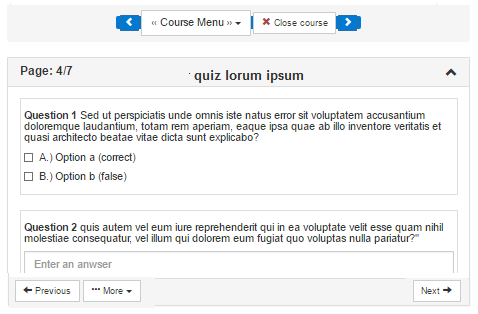 ‹‹ Course Menu ›› Close course
Page: 4/7
quiz lorum ipsum
Question 1 Sed ut perspiciatis unde omnis iste natus error sit voluptatem accusantium
doloremque laudantium, totam rem aperiam, eaque ipsa quae ab illo inventore veritatis et
quasi architecto beatae vitae dicta sunt explicabo?
A.) Option a (correct)
B.) Option b (false)
Question 2 quis autem vel eum iure reprehenderit qui in ea voluptate velit esse quam nihil
molestiae consequatur, vel illum qui dolorem eum fugiat quo voluptas nulla pariatur?"
Enter an anwser
Previous ··· More Next